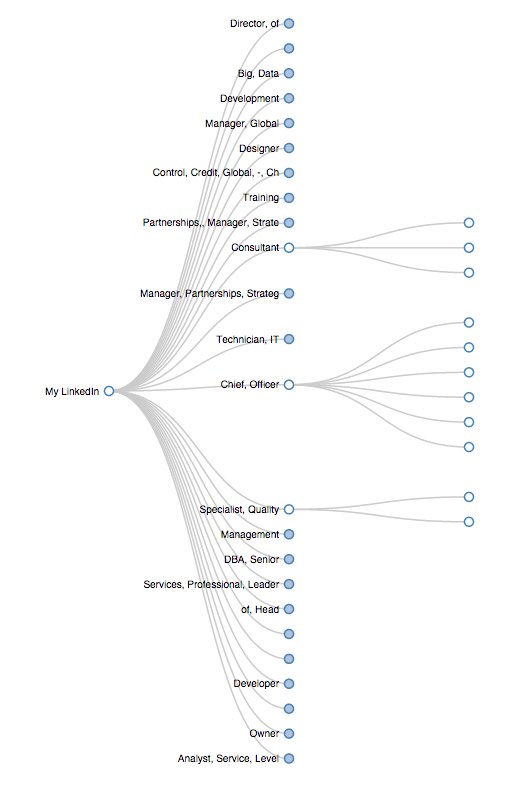 Director, of
Big, Data
Development
Manager, Global
Designer
Control, Credit, Global, -, Ch
Training
Partnerships,, Manager, Strate
Consultant
Manager, Partnerships, Strateg
Technician, IT
Chief, Officer
My LinkedIn
Specialist, Quality
Management
DBA, Senior
Services, Professional, Leader
of, Head
Developer
Owner
Analyst, Service, Level